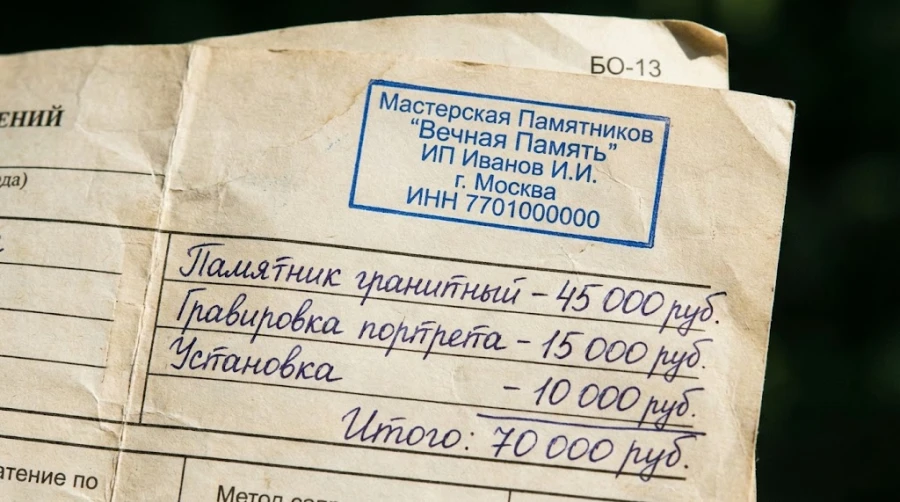 БО-13
ЕНИЙ
Мастерская Памятников
"Вечная Память"
ИП Иванов И.И.
г. Москва
ИНН 7701000000
да)
Памятник гранитный - 45 000 руб.
Гравировка портрета - 15 000 руб.
Установка - 10 000 руб.
Итого: 70 000 руб.
атение по
Метод